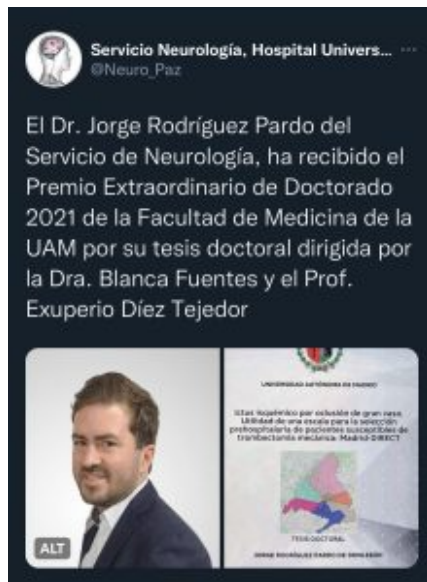 Servicio Neurología, Hospital Univers... ...
@Neuro_Paz
El Dr. Jorge Rodríguez Pardo del
Servicio de Neurología, ha recibido el
Premio Extraordinario de Doctorado
2021 de la Facultad de Medicina de la
UAM por su tesis doctoral dirigida por
la Dra. Blanca Fuentes y el Prof.
Exuperio Díez Tejedor
UNIVERSIDAD AUTÓNOMA DE MADRID
Ictus isquémico por oclusión de gran vaso.
Utilidad de una escala para la selección
prehospitalaria de pacientes susceptibles de
trombectomía mecánica: Madrid-DIRECT
TESIS DOCTORAL
JORGE RODRÍGUEZ PARDO DE
ALT